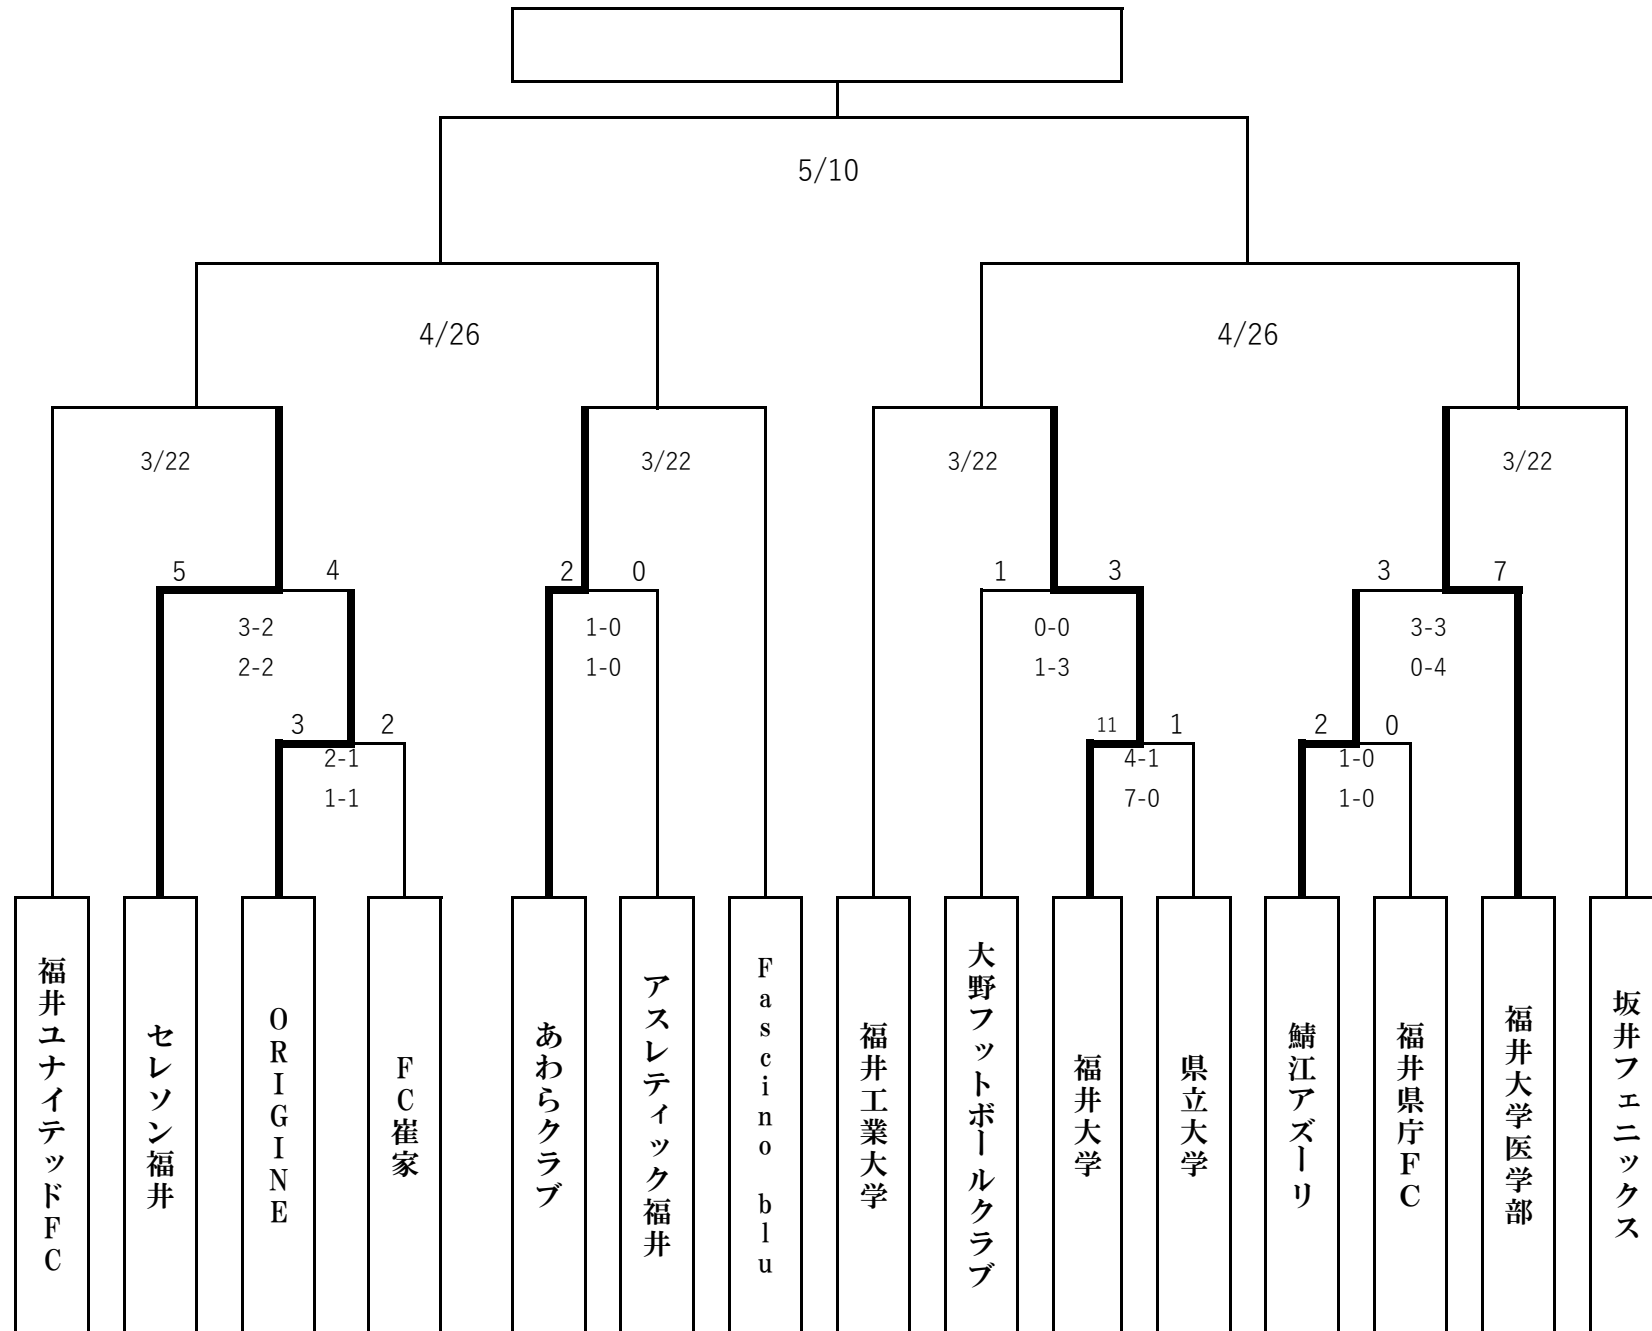 5/10
4/26 4/26
3/22 3/22 3/22 3/22
5 4 2 0 1 3 3 7
3-2 1-0 0-0 3-3
2-2 1-0 1-3 0-4
3 2 11 1 2 0
2-1 4-1 1-0
1-1 7-0 1-0
福井ユナイテッドFC
セレソン福井
ORIGINE
FC崔家
あわらクラブ
アスレティック福井
Fascino blu
福井工業大学
大野フットボールクラブ
福井大学
県立大学
鯖江アズーリ
福井県庁FC
福井大学医学部
坂井フェニックス